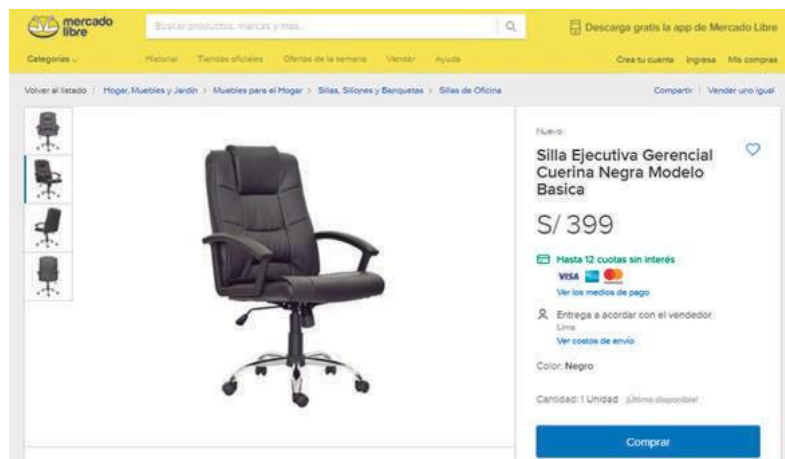 mercado
libre
Buscar productos, marcas y más...
Descarga gratis la app de Mercado Libre
Categorías
Historial Tiendas oficiales Ofertas de la semana Vender Ayuda
Crea tu cuenta Ingresa Mis compras
Volver al listado | Hogar, Muebles y Jardín > Muebles para el Hogar > Sillas, Sillones y Banquetas > Sillas de Oficina
Compartir | Vender uno igual
Nuevo
Silla Ejecutiva Gerencial
Cuerina Negra Modelo
Basica
S/ 399
Hasta 12 cuotas sin interés
VISA
Ver los medios de pago
Entrega a acordar con el vendedor
Lima
Ver costos de envío
Color: Negro
Cantidad: 1 Unidad ¡Último disponible!
Comprar